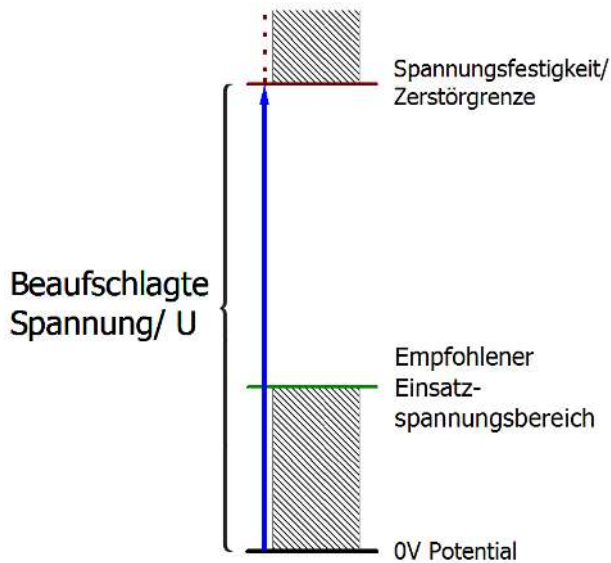 Spannungsfestigkeit/
Zerstörgrenze
Beaufschlagte
Spannung/ U
Empfohlener
Einsatz-
spannungsbereich
0V Potential